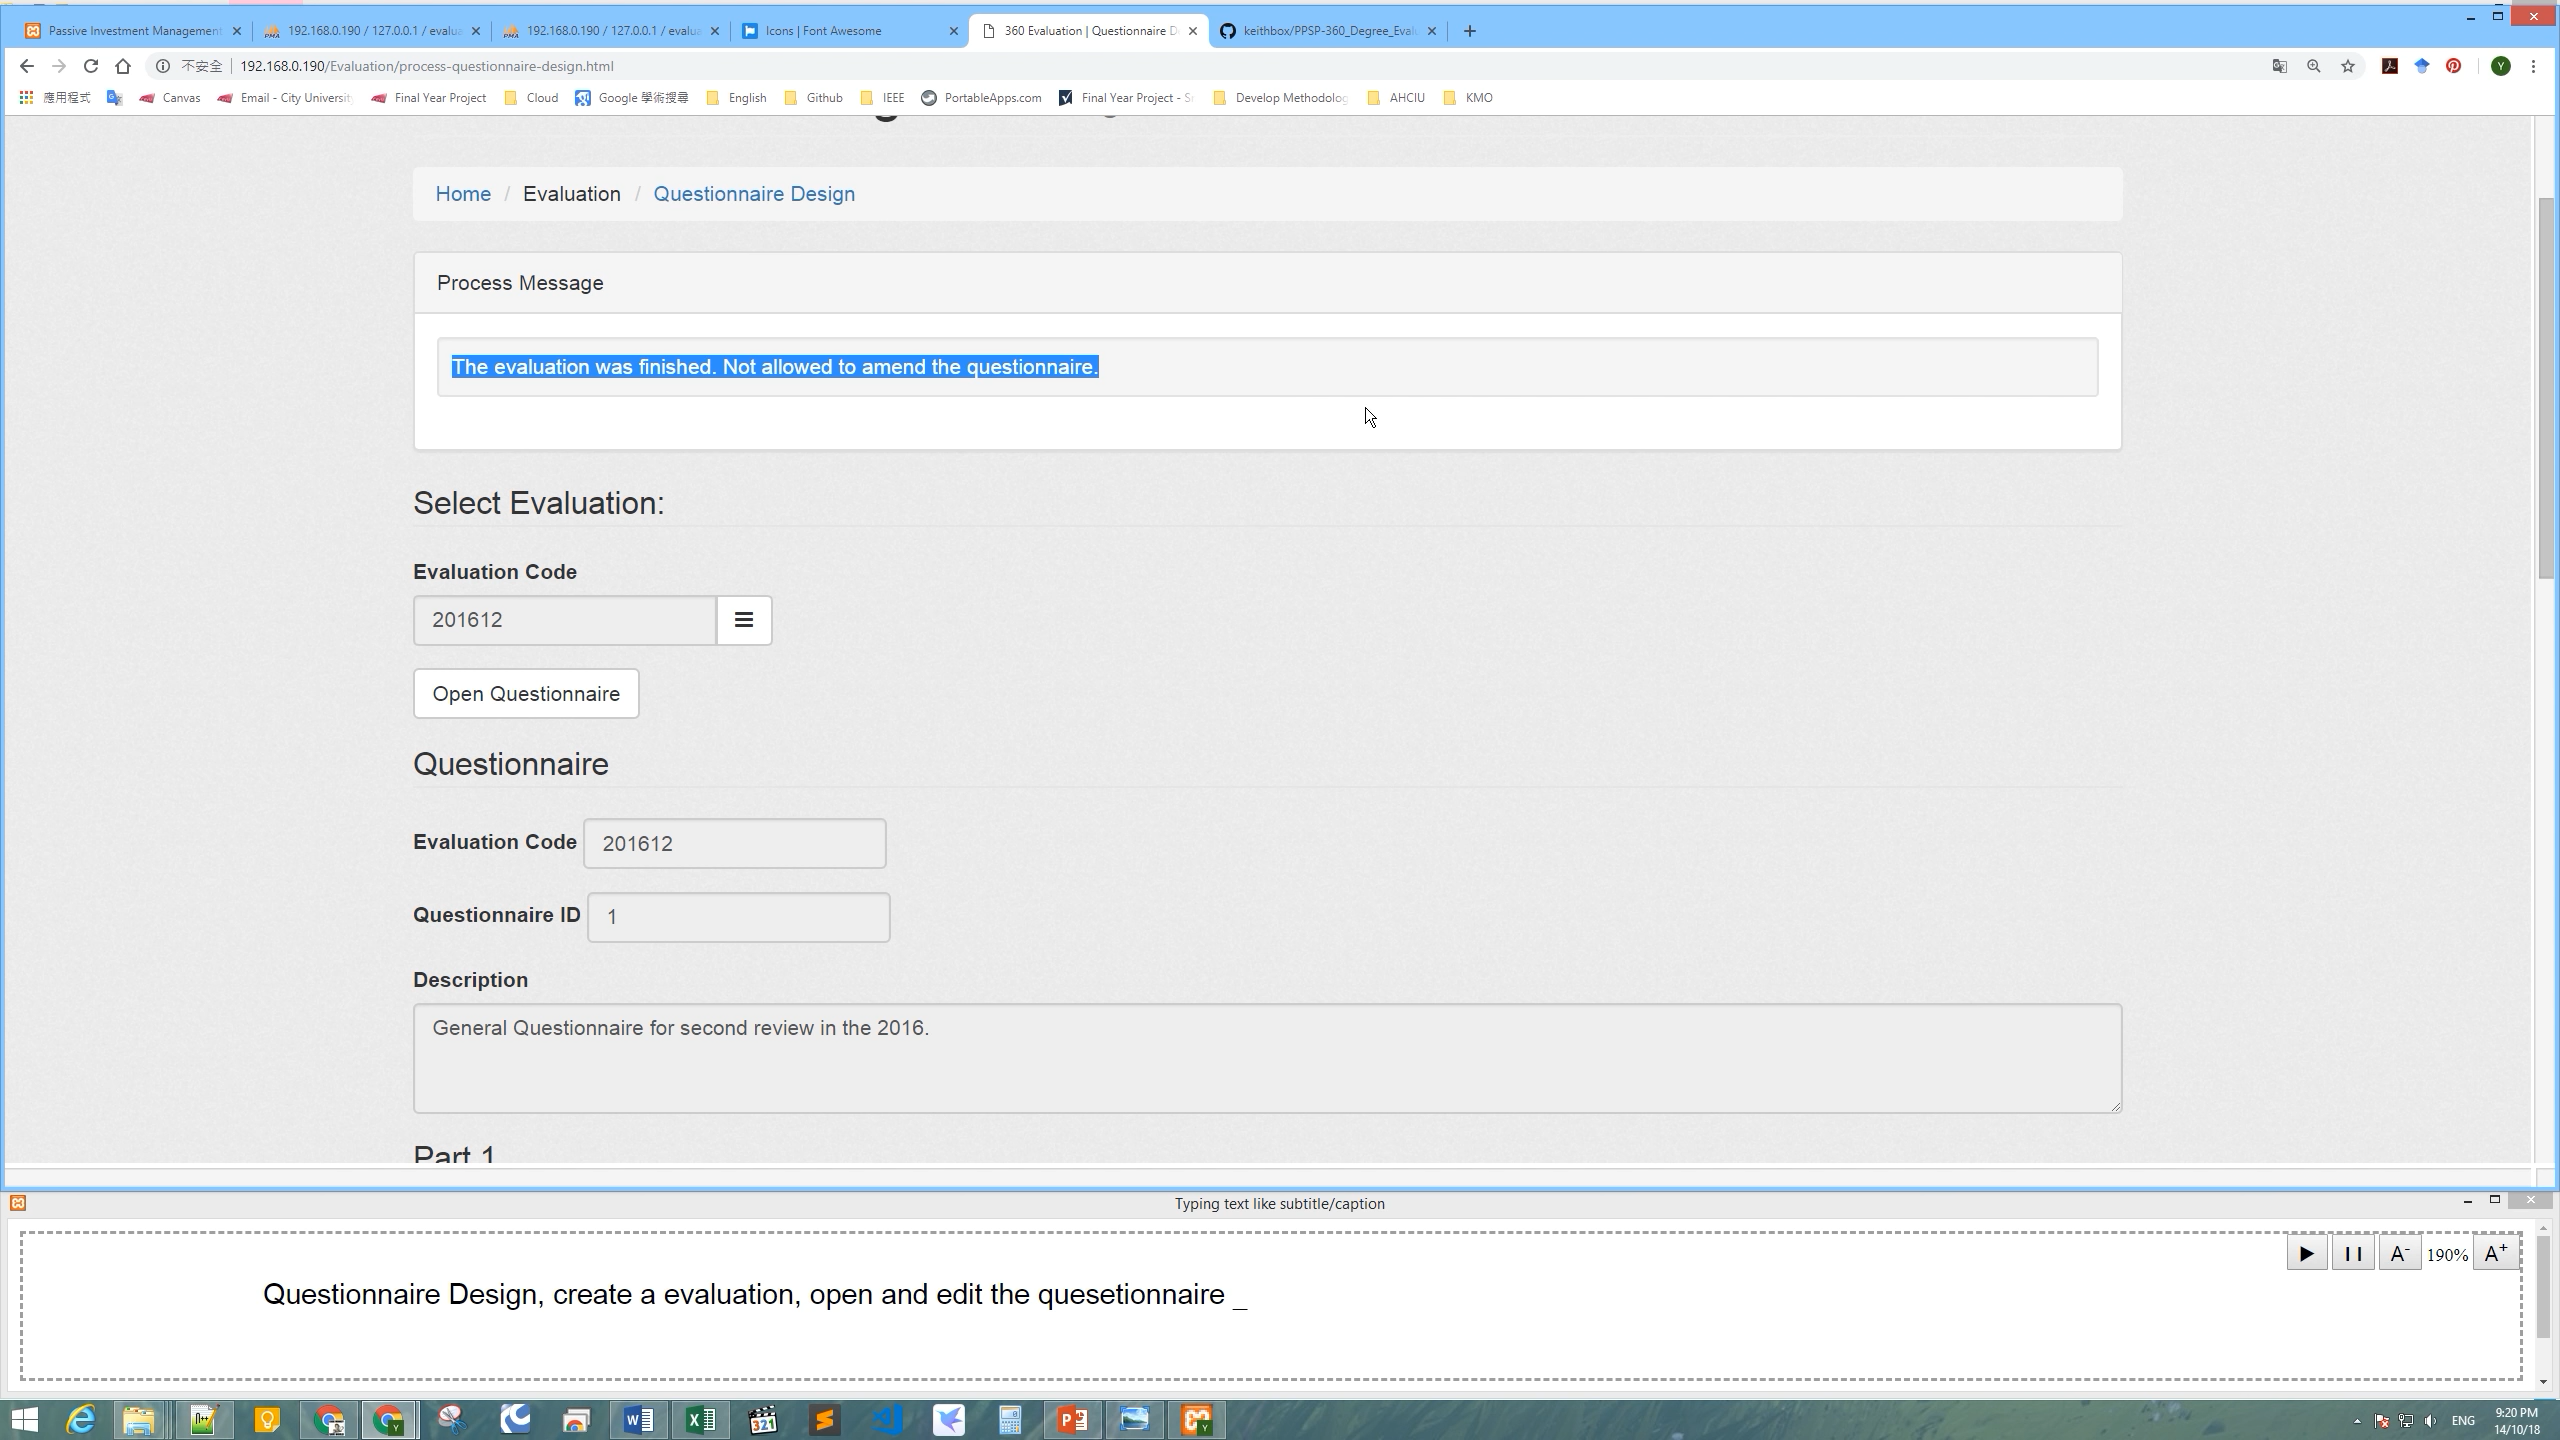 Passive Investment Management
192.168.0.190 / 127.0.0.1 / evalua
192.168.0.190 / 127.0.0.1 / evalua
Icons | Font Awesome
360 Evaluation | Questionnaire D
keithbox/PPSP-360_Degree_Evalu
不安全
192.168.0.190/Evaluation/process-questionnaire-design.html
應用程式
Canvas
Email - City University
Final Year Project
Cloud
Google 學術搜尋
English
Github
IEEE
PortableApps.com
Final Year Project - S
Develop Methodolog
AHCIU
KMO
Home / Evaluation / Questionnaire Design
Process Message
The evaluation was finished. Not allowed to amend the questionnaire.
Select Evaluation:
Evaluation Code
201612
Open Questionnaire
Questionnaire
Evaluation Code 201612
Questionnaire ID 1
Description
General Questionnaire for second review in the 2016.
Part 1
Typing text like subtitle/caption
A- 190% A+
Questionnaire Design, create a evaluation, open and edit the quesetionnaire _
ENG
9:20 PM
14/10/18